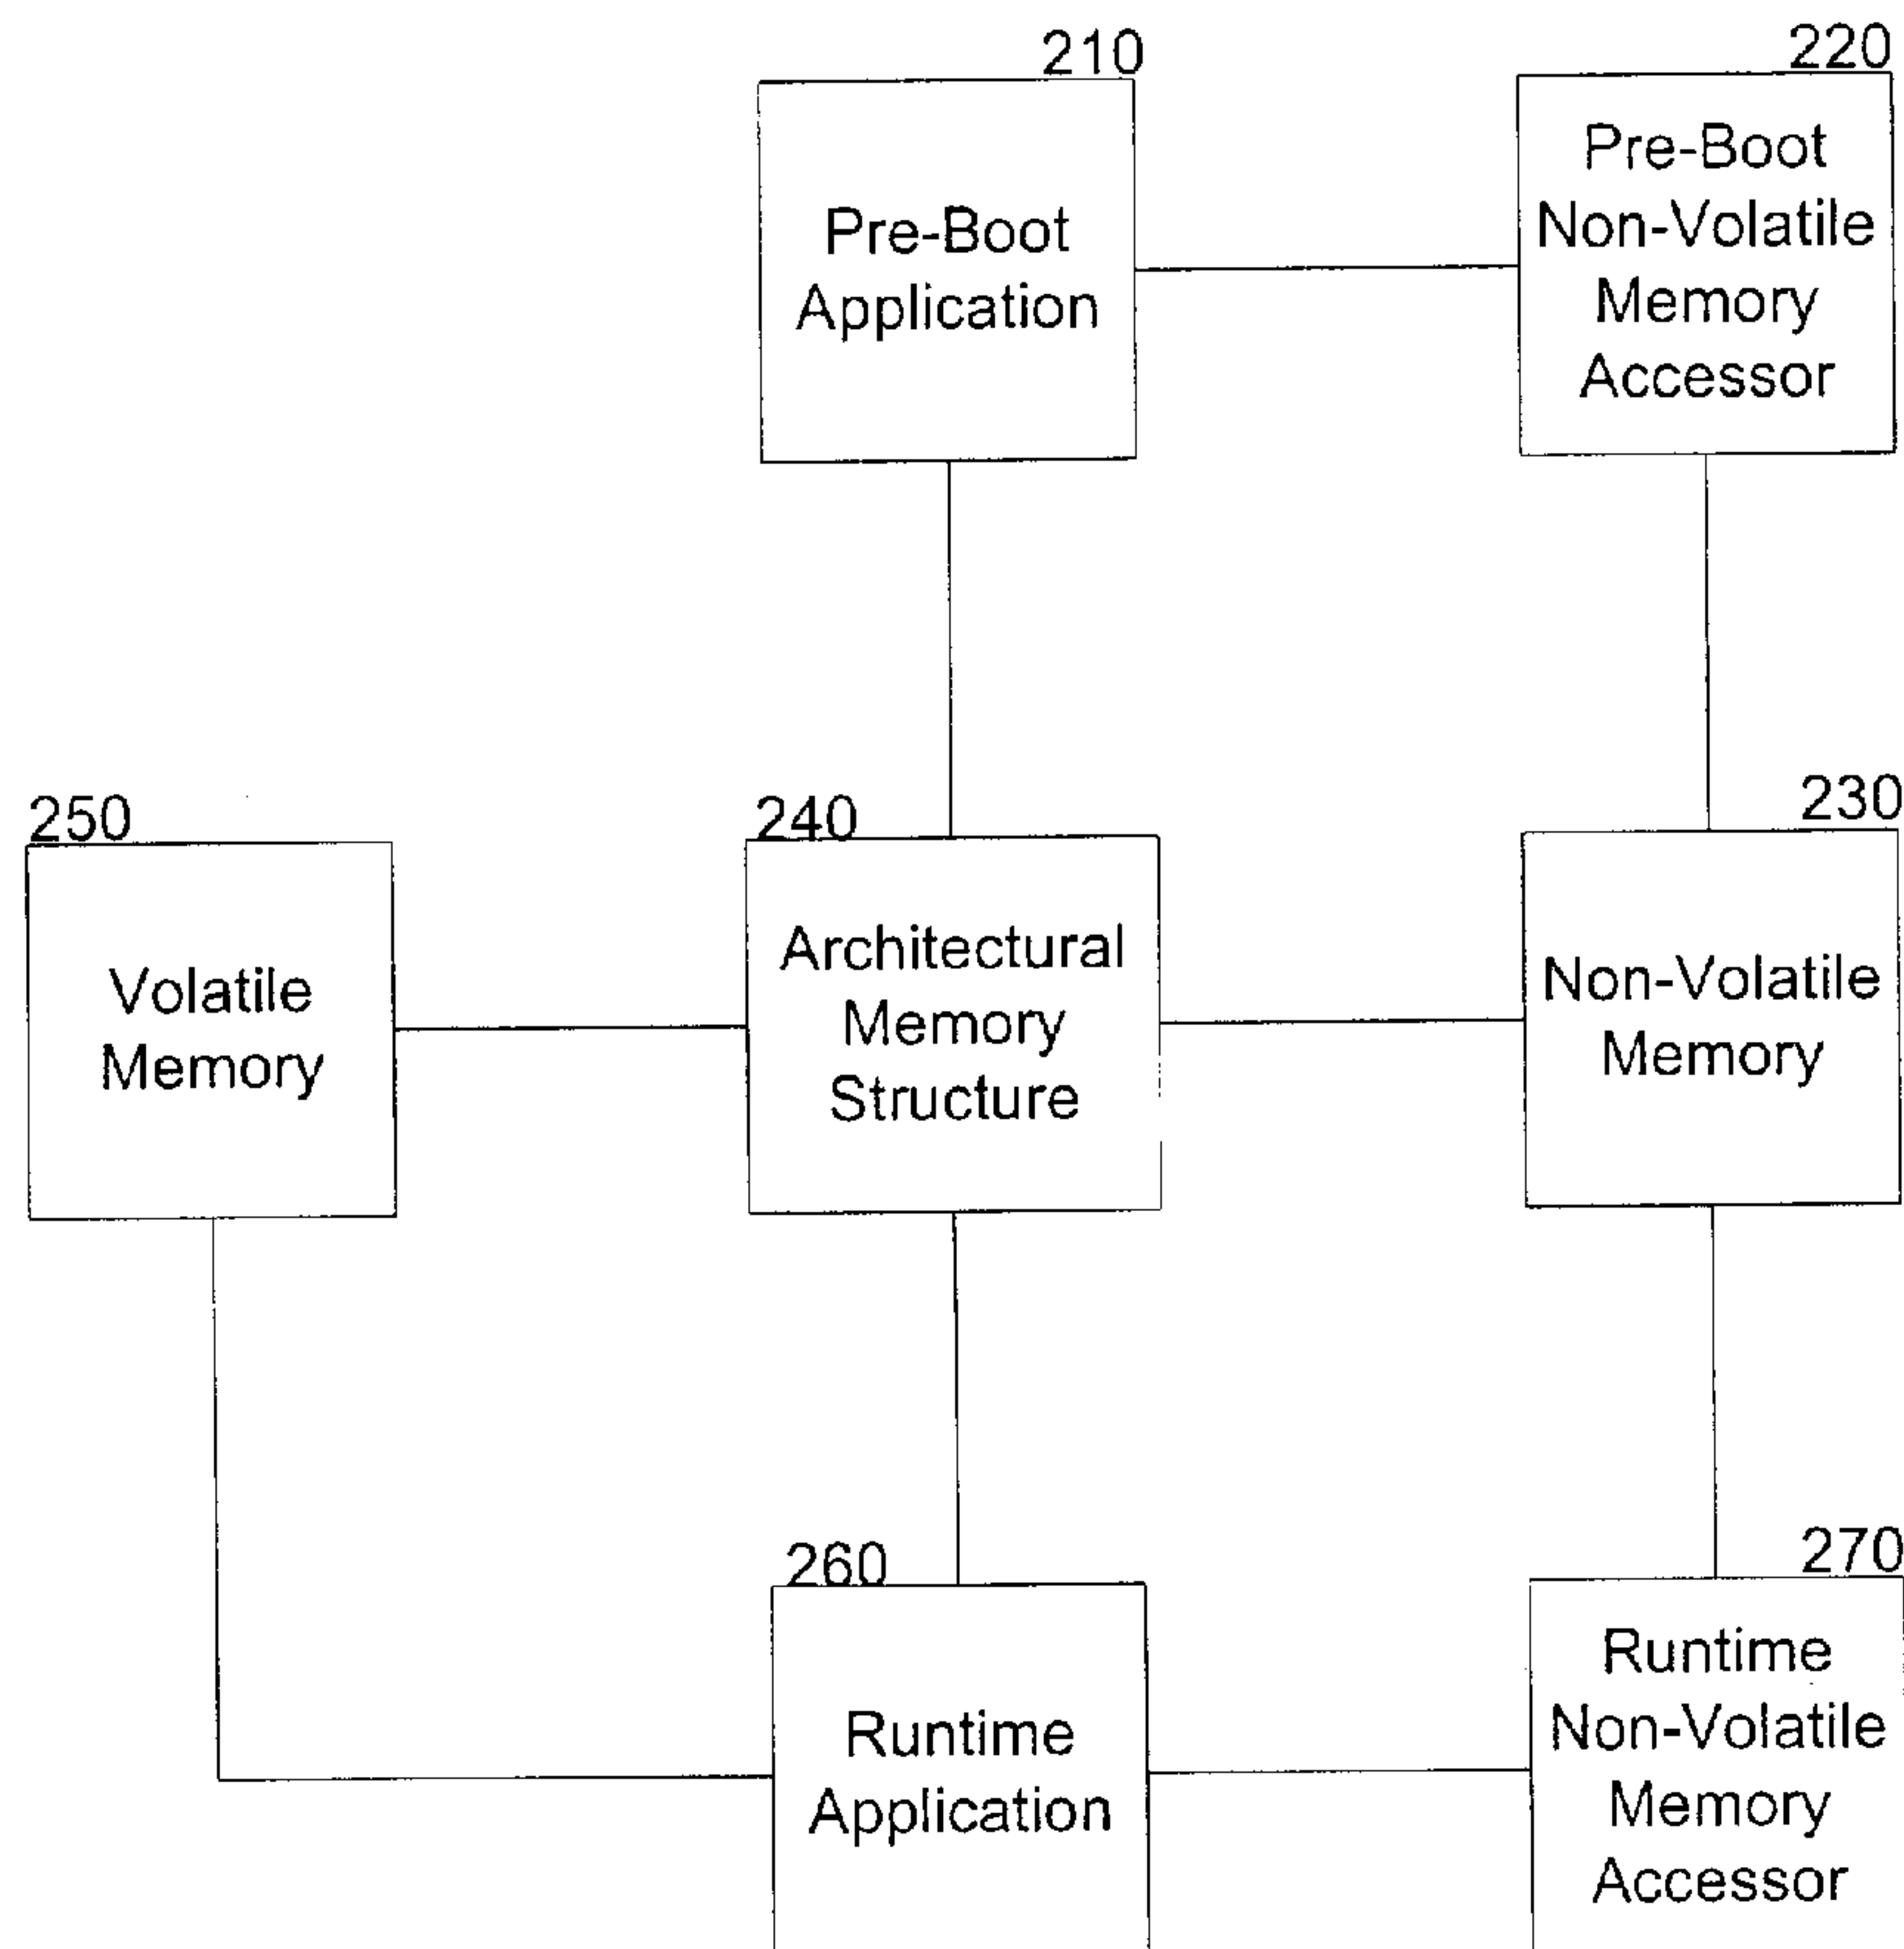 210
Pre-Boot
Application
220
Pre-Boot
Non-Volatile
Memory
Accessor
250
Volatile
Memory
240
Architectural
Memory
Structure
230
Non-Volatile
Memory
260
Runtime
Application
270
Runtime
Non-Volatile
Memory
Accessor